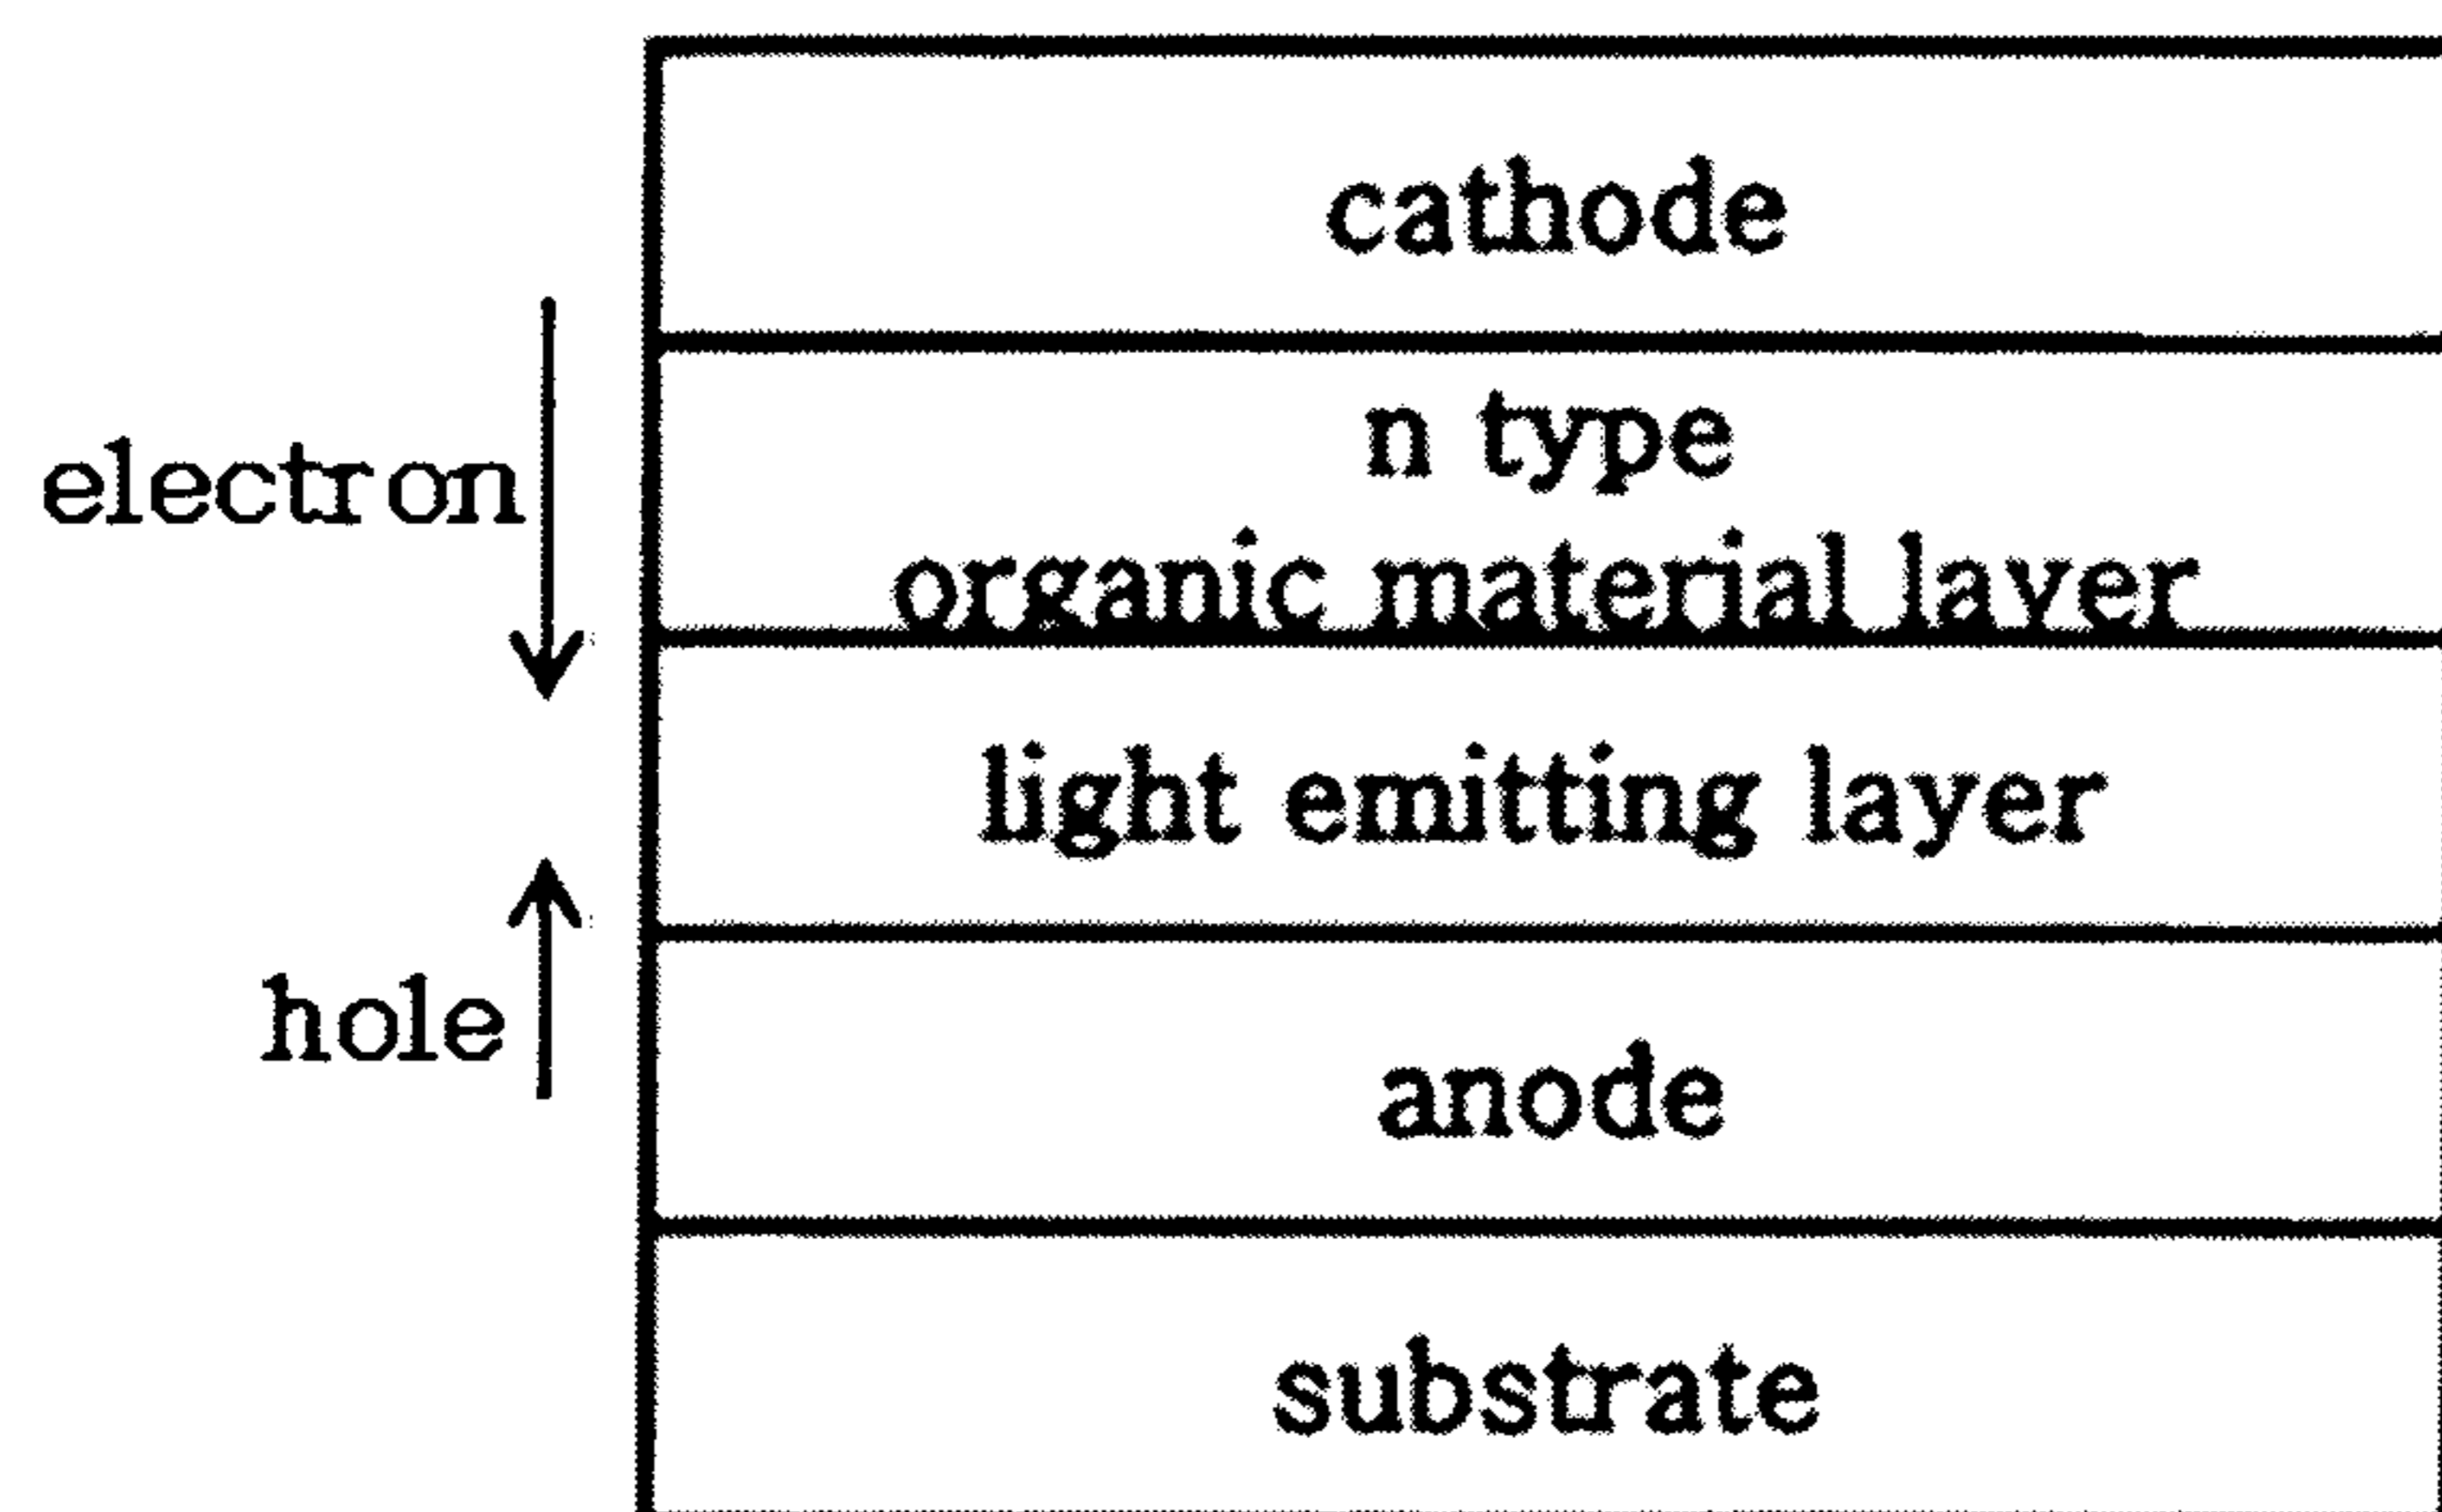 cathode
n type
organic material layer
electron
light emitting layer
hole
anode
substrate